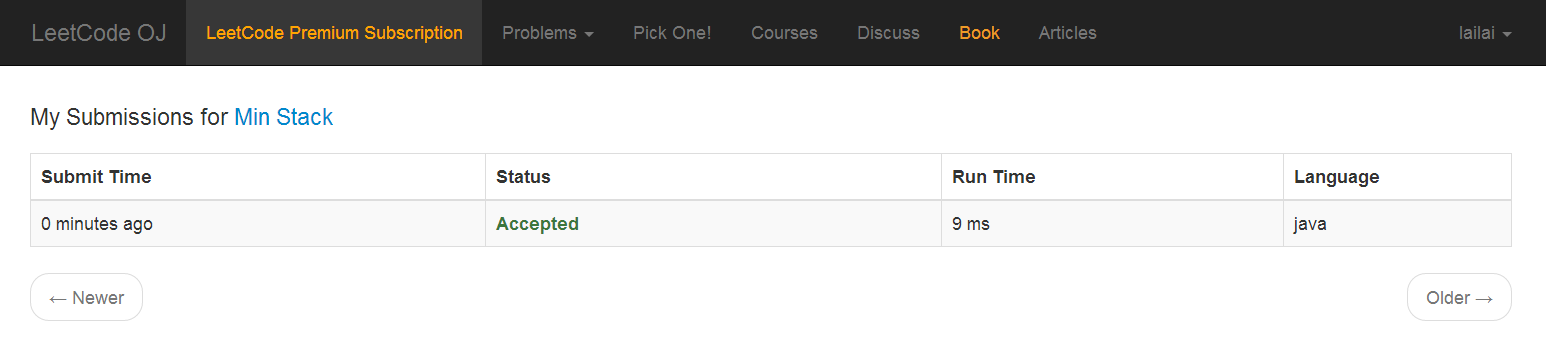 LeetCode OJ LeetCode Premium Subscription Problems Pick One! Courses Discuss Book Articles lailai
My Submissions for Min Stack
Submit Time Status Run Time Language
0 minutes ago Accepted 9 ms java
← Newer Older →